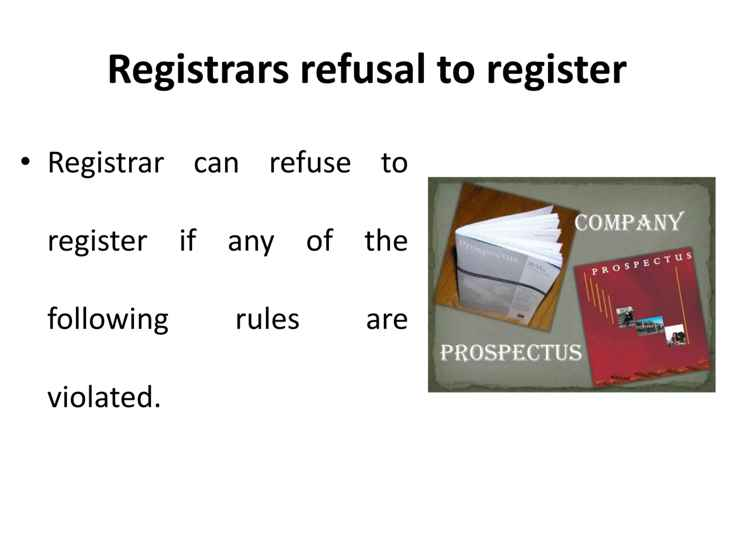 Registrars refusal to register
• Registrar can refuse to
register if any of the
following rules are
violated.
COMPANY
Prospectus
PROSPECTUS
PROSPECTUS